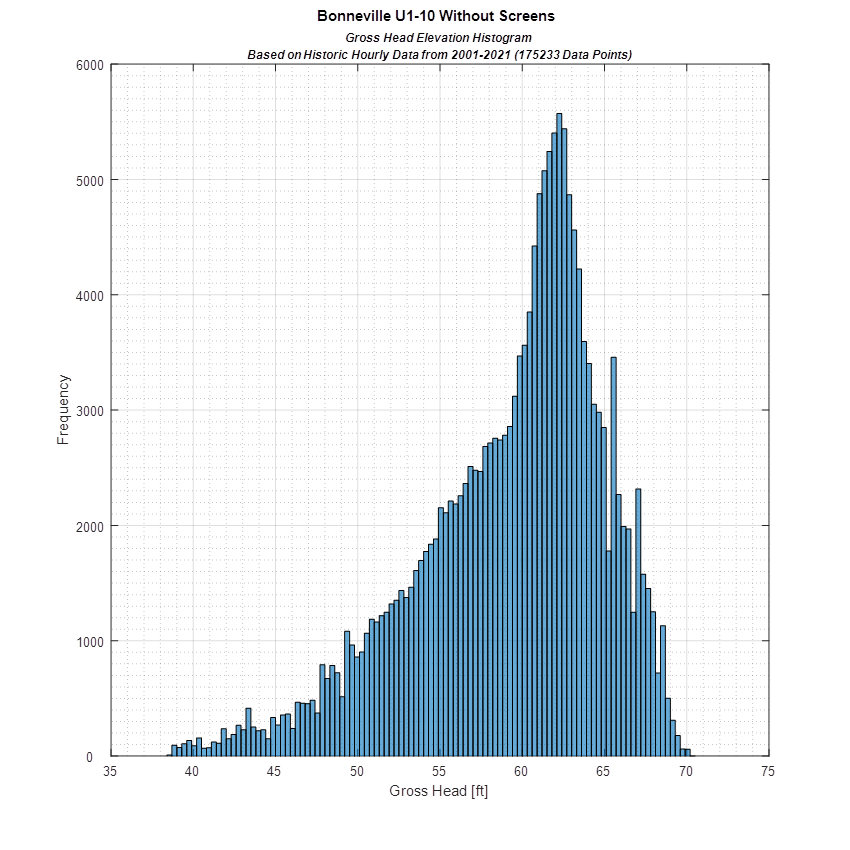 Bonneville U1-10 Without Screens
Gross Head Elevation Histogram
Based on Historic Hourly Data from 2001-2021 (175233 Data Points)
6000
5000
4000
3000
2000
1000
0
Frequency
35 40 45 50 55 60 65 70 75
Gross Head [ft]